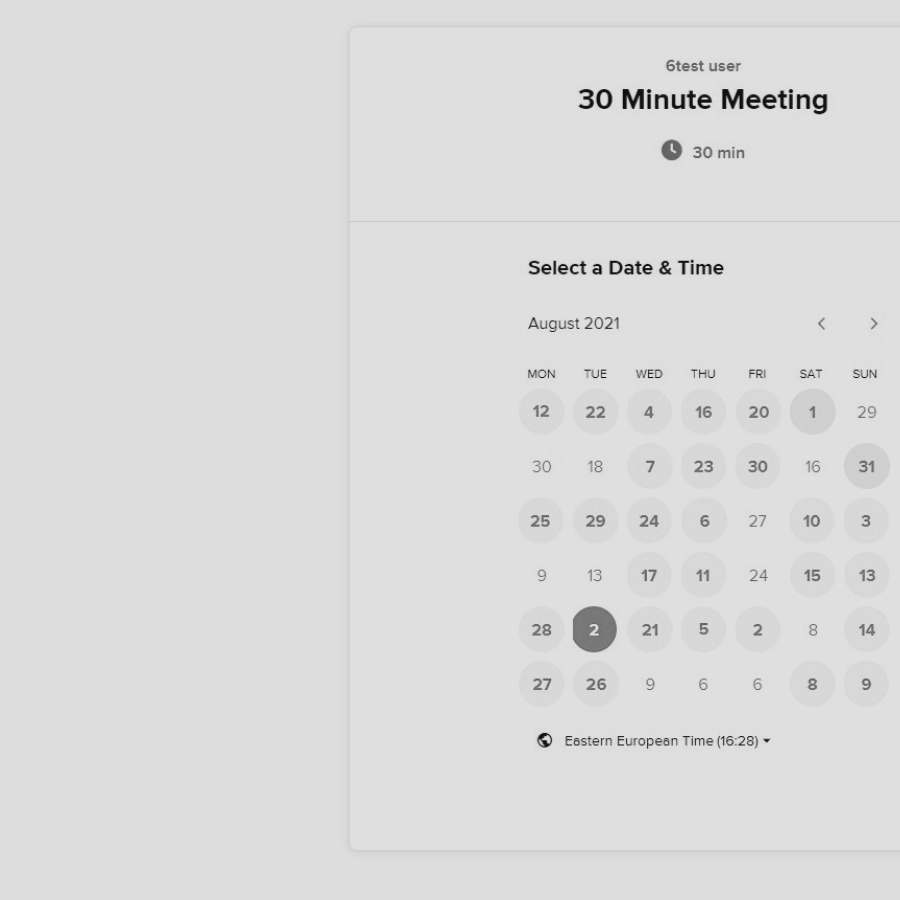 6test user
30 Minute Meeting
30 min
Select a Date & Time
August 2021
MON TUE WED THU FRI SAT SUN
12 22 4 16 20 1 29
30 18 7 23 30 16 31
25 29 24 6 27 10 3
9 13 17 11 24 15 13
28 2 21 5 2 8 14
27 26 9 6 6 8 9
Eastern European Time (16:28)